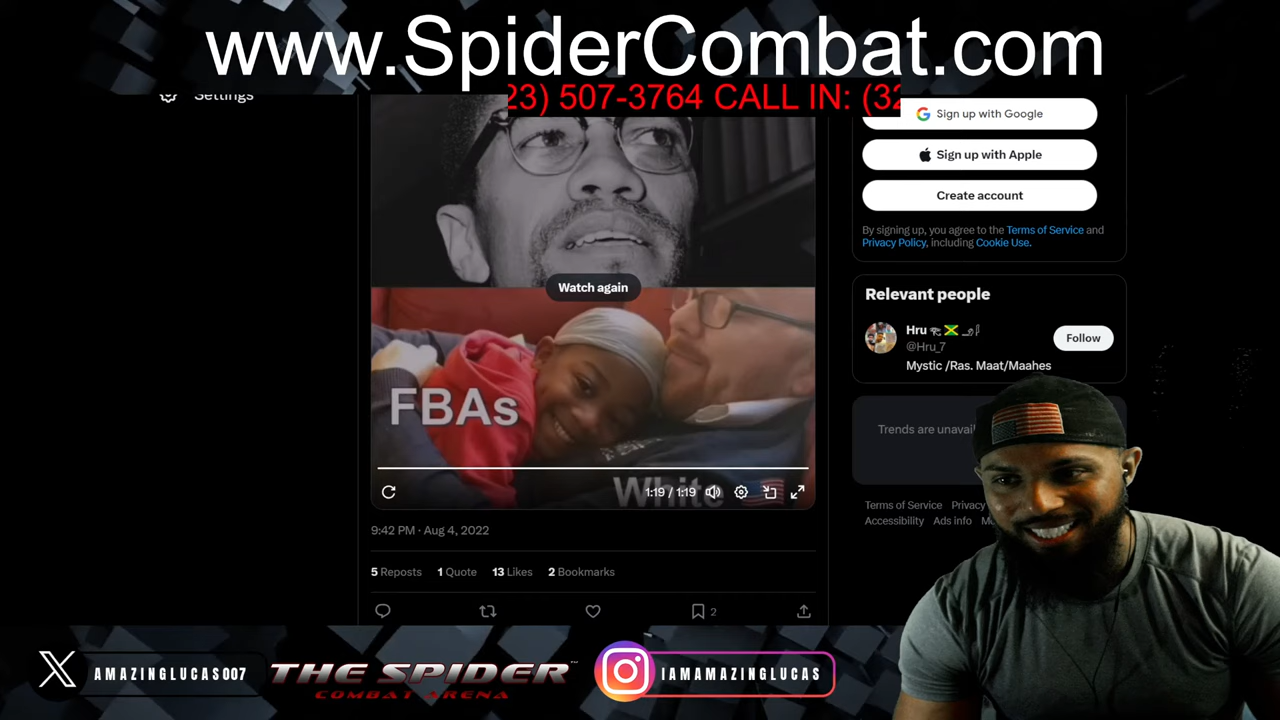 www.SpiderCombat.com
23) 507-3764 CALL IN: (32
Settings
Sign up with Google
Sign up with Apple
Create account
By signing up, you agree to the Terms of Service and
Privacy Policy, including Cookie Use.
Watch again
Relevant people
Hru
@Hru_7
Follow
Mystic /Ras. Maat/Maahes
FBAs
White
1:19 / 1:19
Trends are unavai
Terms of Service Privacy
Accessibility Ads info
9:42 PM · Aug 4, 2022
5 Reposts 1 Quote 13 Likes 2 Bookmarks
2
AMAZINGLUCAS007
THE SPIDER
COMBAT ARENA
IAMAMAZINGLUCAS